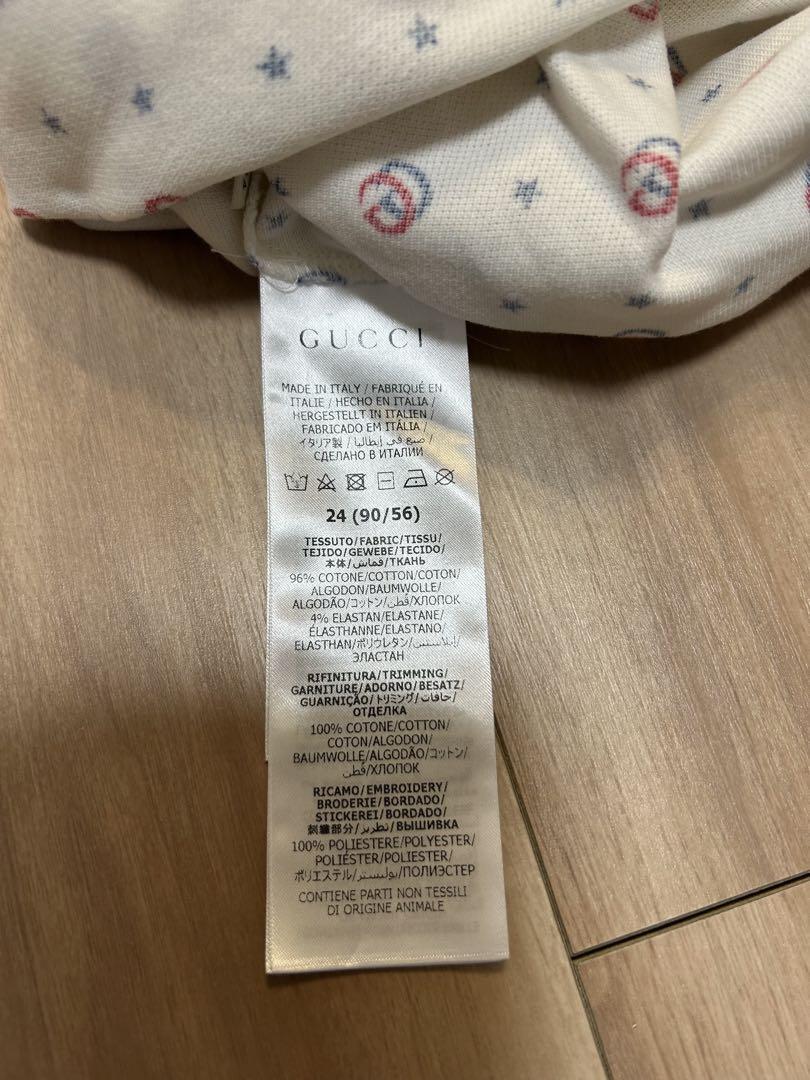 GUCCI
MADE IN ITALY / FABRIQUÉ EN
ITALIE / HECHO EN ITALIA /
HERGESTELLT IN ITALIEN /
FABRICADO EM ITÁLIA /
イタリア製 / صنع في إيطاليا /
СДЕЛАНО В ИТАЛИИ
24 (90/56)
TESSUTO/FABRIC/TISSU/
TEJIDO/GEWEBE/TECIDO/
本体/قماش/ТКАНЬ
96% COTONE/COTTON/COTON/
ALGODON/BAUMWOLLE/
ALGODÃO/コットン/قطن/ХЛОПОК
4% ELASTAN/ELASTANE/
ÉLASTHANNE/ELASTANO/
ELASTHAN/ポリウレタン/إيلاستين/
ЭЛАСТАН
RIFINITURA/TRIMMING/
GARNITURE/ADORNO/BESATZ/
GUARNIÇÃO/トリミング/حافات/
ОТДЕЛКА
100% COTONE/COTTON/
COTON/ALGODON/
BAUMWOLLE/ALGODÃO/コットン/
قطن/ХЛОПОК
RICAMO/EMBROIDERY/
BRODERIE/BORDADO/
STICKEREI/BORDADO/
刺繍部分/تطريز/ВЫШИВКА
100% POLIESTERE/POLYESTER/
POLIÉSTER/POLIESTER/
ポリエステル/بوليستر/ПОЛИЭСТЕР
CONTIENE PARTI NON TESSILI
DI ORIGINE ANIMALE